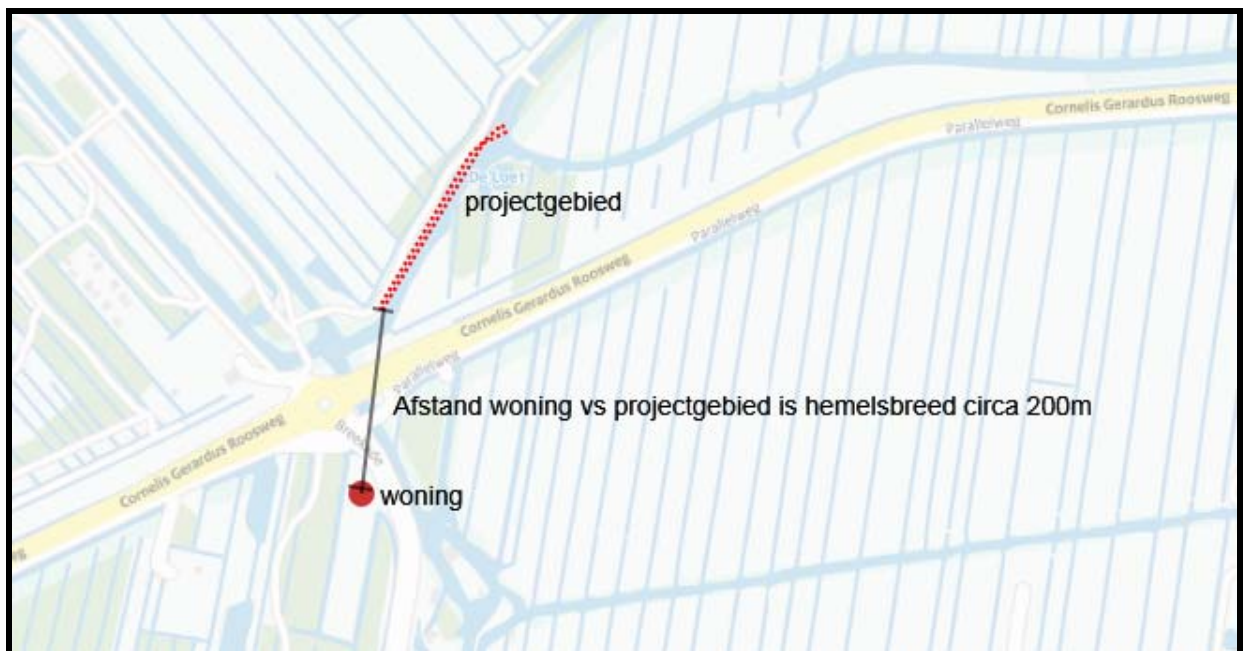 Cornelis Gerardus Roosweg
Parallelweg
De Loet
projectgebied
Parallelweg
Cornelis Gerardus Roosweg
Parallelweg
Afstand woning vs projectgebied is hemelsbreed circa 200m
Cornelis Gerardus Roosweg
woning